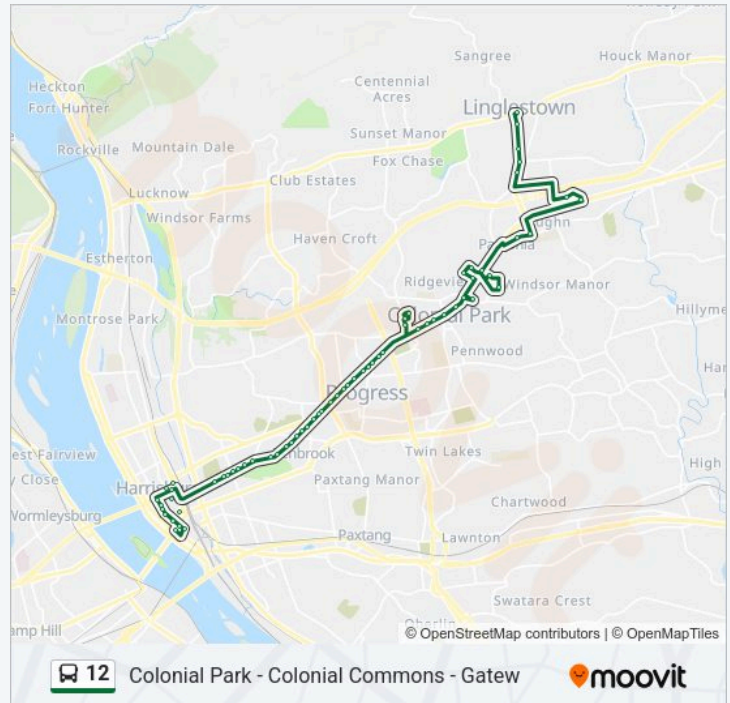 Sangree
Houck Manor
Heckton
Centennial
Acres
Fort Hunter
Linglestown
Sunset Manor
Rockville
Mountain Dale
Fox Chase
Lucknow
Club Estates
Windsor Farms
Haven Croft
Estherton
Windsor Manor
Montrose Park
Colonial Park
Hillyme
Pennwood
Har
Progress
est Fairview
nbrook
Twin Lakes
y Close
Paxtang Manor
High
Chartwood
Wormleysburg
Paxtang
Lawnton
Swatara Crest
amp Hill
© OpenStreetMap contributors | © OpenMapTiles
12 Colonial Park - Colonial Commons - Gatew
moovit